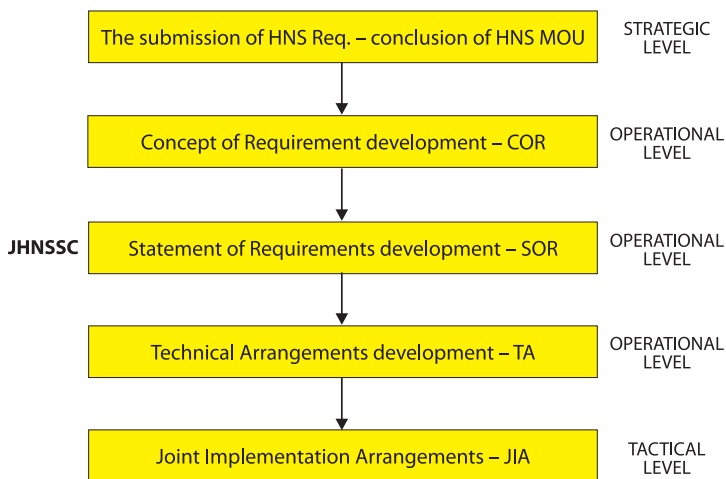 The submission of HNS Req. – conclusion of HNS MOU
STRATEGIC
LEVEL
Concept of Requirement development – COR
OPERATIONAL
LEVEL
JHNSSC
Statement of Requirements development – SOR
OPERATIONAL
LEVEL
Technical Arrangements development – TA
OPERATIONAL
LEVEL
Joint Implementation Arrangements – JIA
TACTICAL
LEVEL